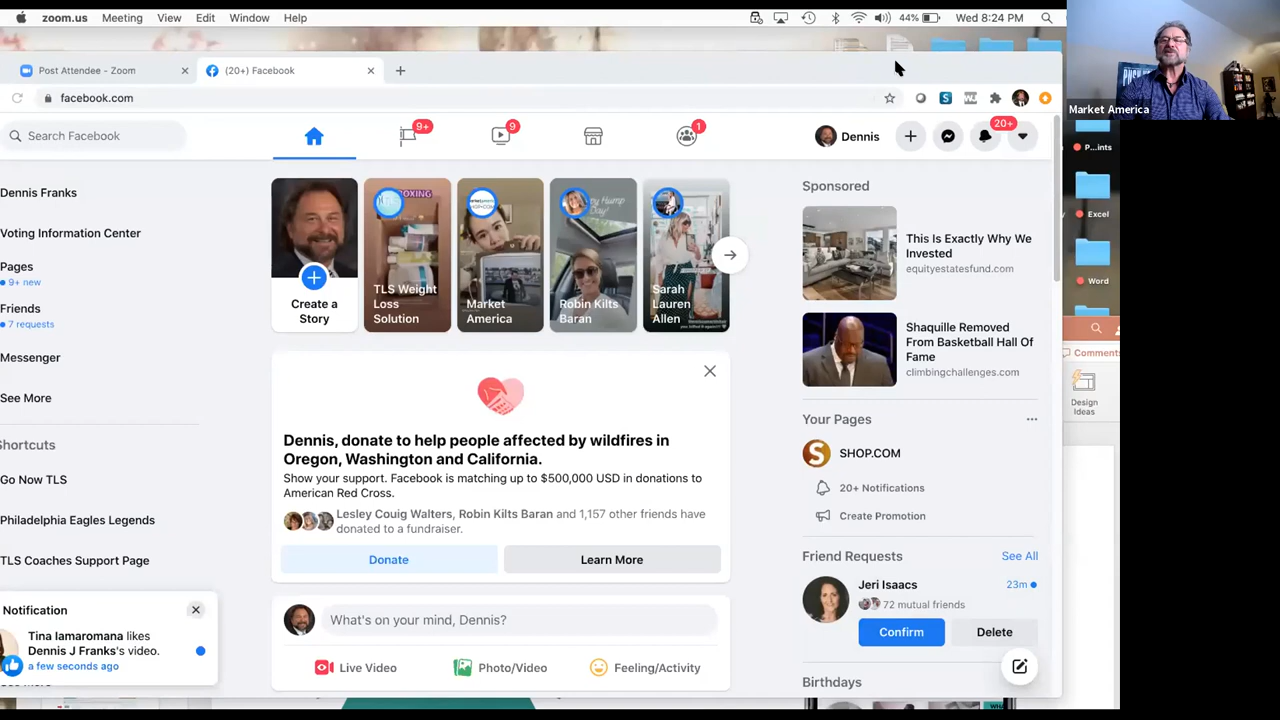 zoom.us Meeting View Edit Window Help 44% Wed 8:24 PM
Post Attendee - Zoom
(20+) Facebook
facebook.com
Search Facebook
9+
9
1
Dennis
20+
Dennis Franks
Voting Information Center
Pages
9+ new
Friends
7 requests
Messenger
See More
Shortcuts
Go Now TLS
Philadelphia Eagles Legends
TLS Coaches Support Page
Notification
Tina Iamaromana likes
Dennis J Franks's video.
a few seconds ago
Create a
Story
TLS Weight
Loss
Solution
Market
America
Robin Kilts
Baran
Sarah
Lauren
Allen
Dennis, donate to help people affected by wildfires in
Oregon, Washington and California.
Show your support. Facebook is matching up to $500,000 USD in donations to
American Red Cross.
Lesley Couig Walters, Robin Kilts Baran and 1,157 other friends have
donated to a fundraiser.
Donate
Learn More
What's on your mind, Dennis?
Live Video
Photo/Video
Feeling/Activity
Sponsored
This Is Exactly Why We
Invested
equityestatesfund.com
Shaquille Removed
From Basketball Hall Of
Fame
climbingchallenges.com
Your Pages
SHOP.COM
20+ Notifications
Create Promotion
Friend Requests
See All
Jeri Isaacs
23m
72 mutual friends
Confirm
Delete
Birthdays
Market America
P...ints
Excel
Word
Comments
Design
Ideas